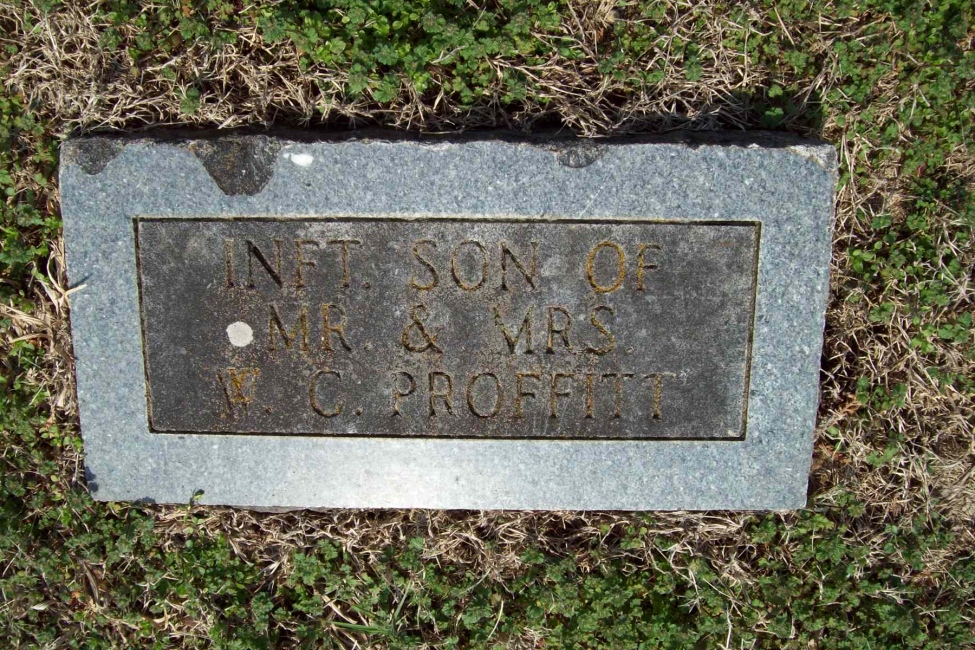 INFT. SON OF
MR. & MRS.
W. C. PROFFITT